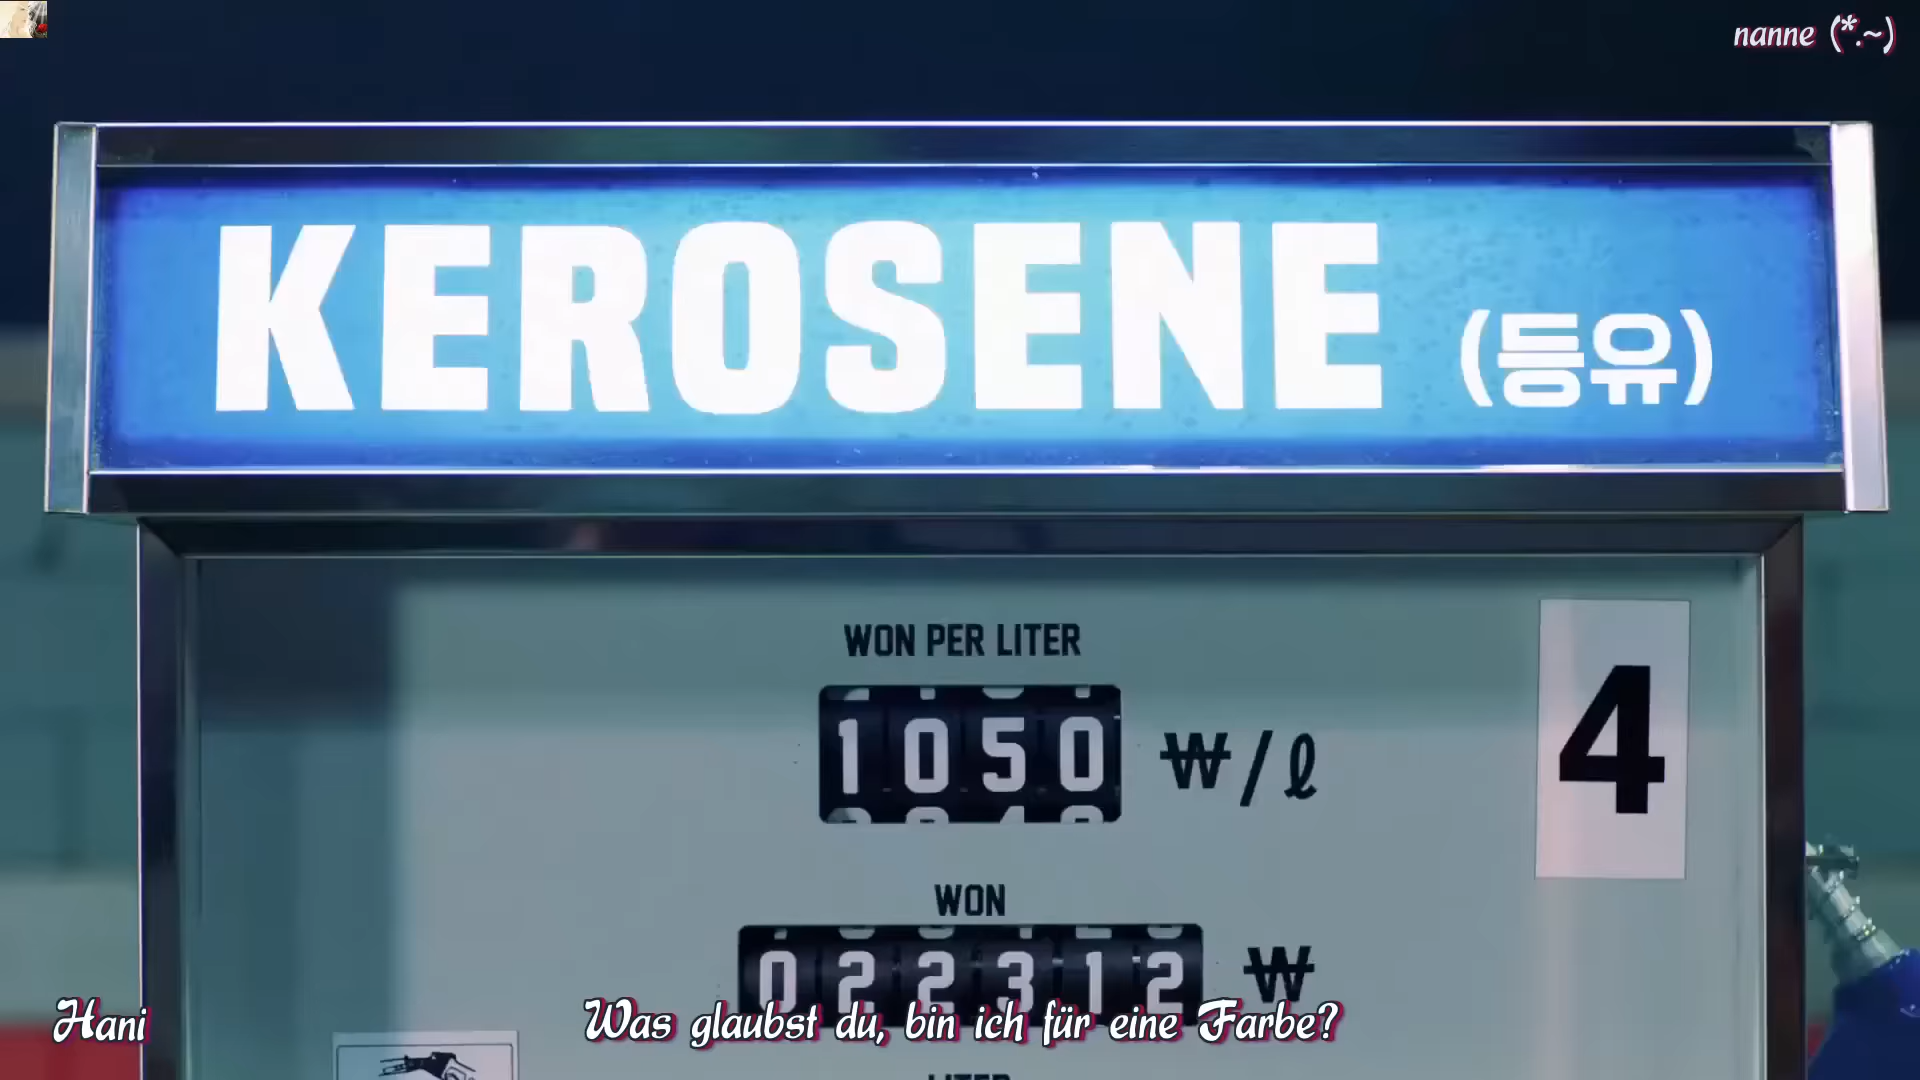 nanne (*.~)
KEROSENE (등유)
WON PER LITER
1050 ₩/ℓ
4
WON
022312 ₩
Hani
Was glaubst du, bin ich für eine Farbe?